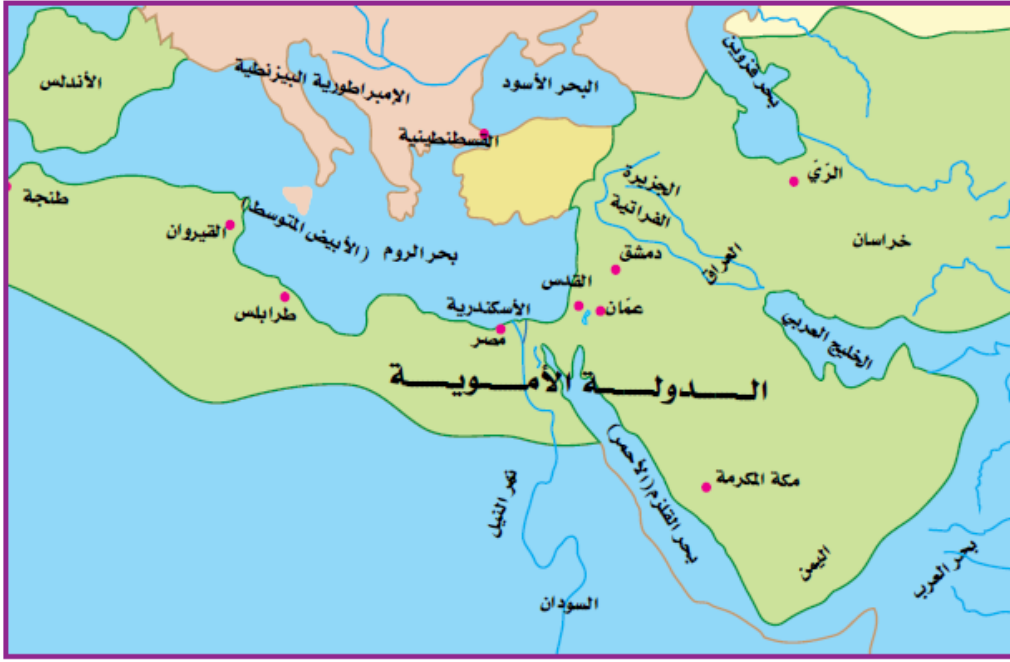 الأندلس
الإمبراطورية البيزنطية
البحر الأسود
بحر قزوين
القسطنطينية
طنجة
القيروان
بحر الروم (الأبيض المتوسط)
الجزيرة
الفراتية
الرَيّ
خراسان
العراق
دمشق
القدس
عمّان
طرابلس
الأسكندرية
مصر
الخليج العربي
الـــدولـــة الأمـــويـــة
نهر النيل
بحر القلزم (الأحمر)
مكة المكرمة
اليمن
بحر العرب
السودان